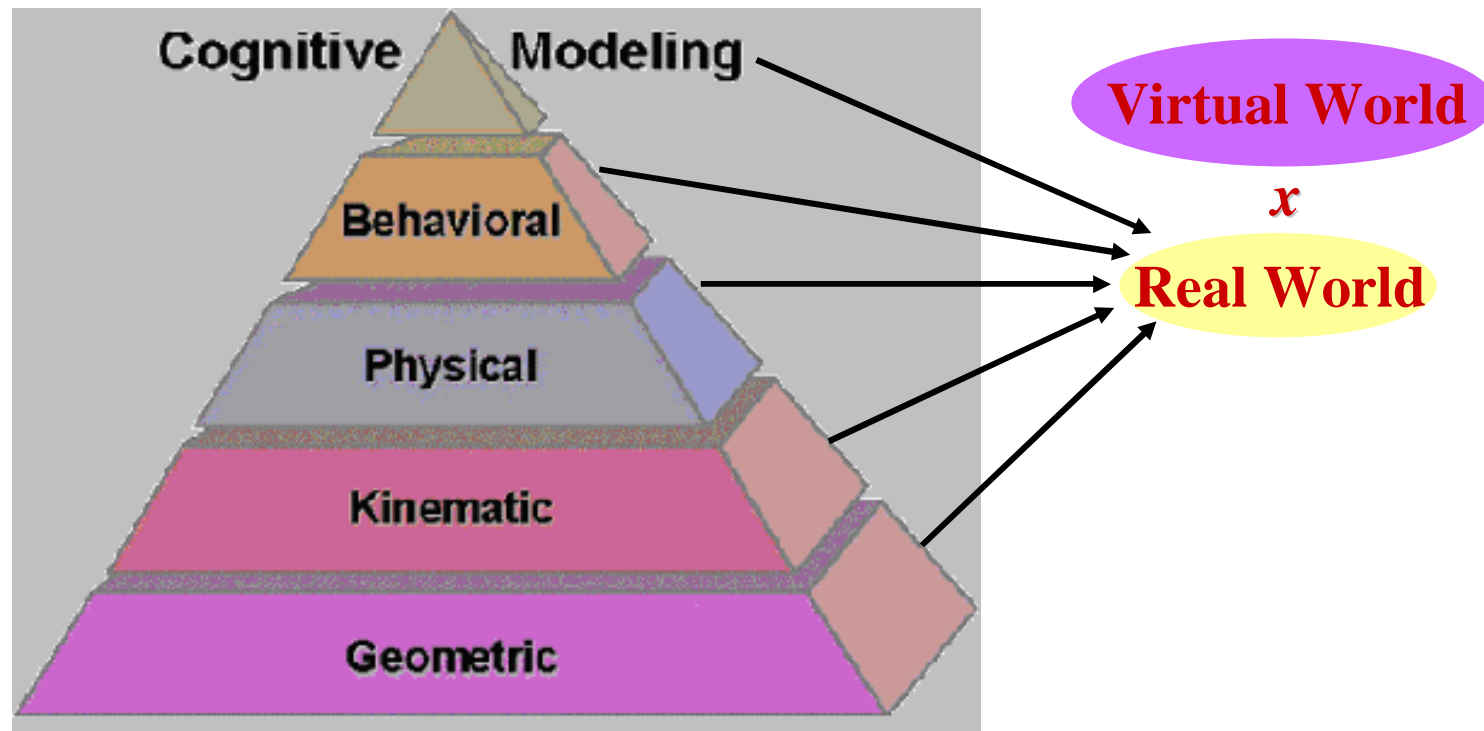 Cognitive Modeling
Behavioral
Physical
Kinematic
Geometric
Virtual World
x
Real World